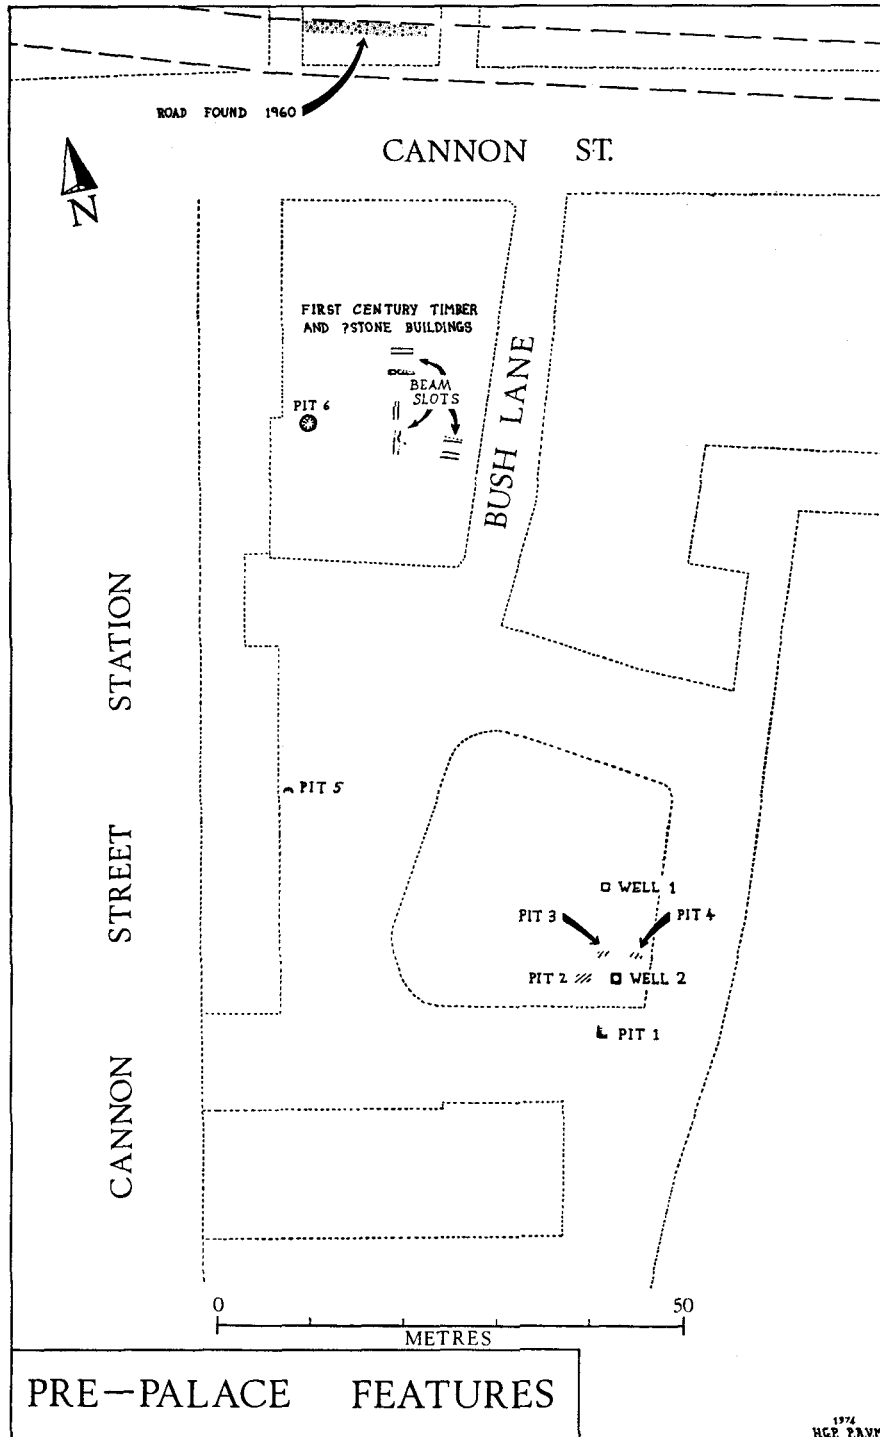 ROAD FOUND 1960
CANNON ST.
N
FIRST CENTURY TIMBER
AND ?STONE BUILDINGS
BEAM
SLOTS
PIT 6
BUSH LANE
CANNON STREET STATION
PIT 5
WELL 1
PIT 3
PIT 4
PIT 2
WELL 2
PIT 1
0
50
METRES
PRE-PALACE FEATURES
1974